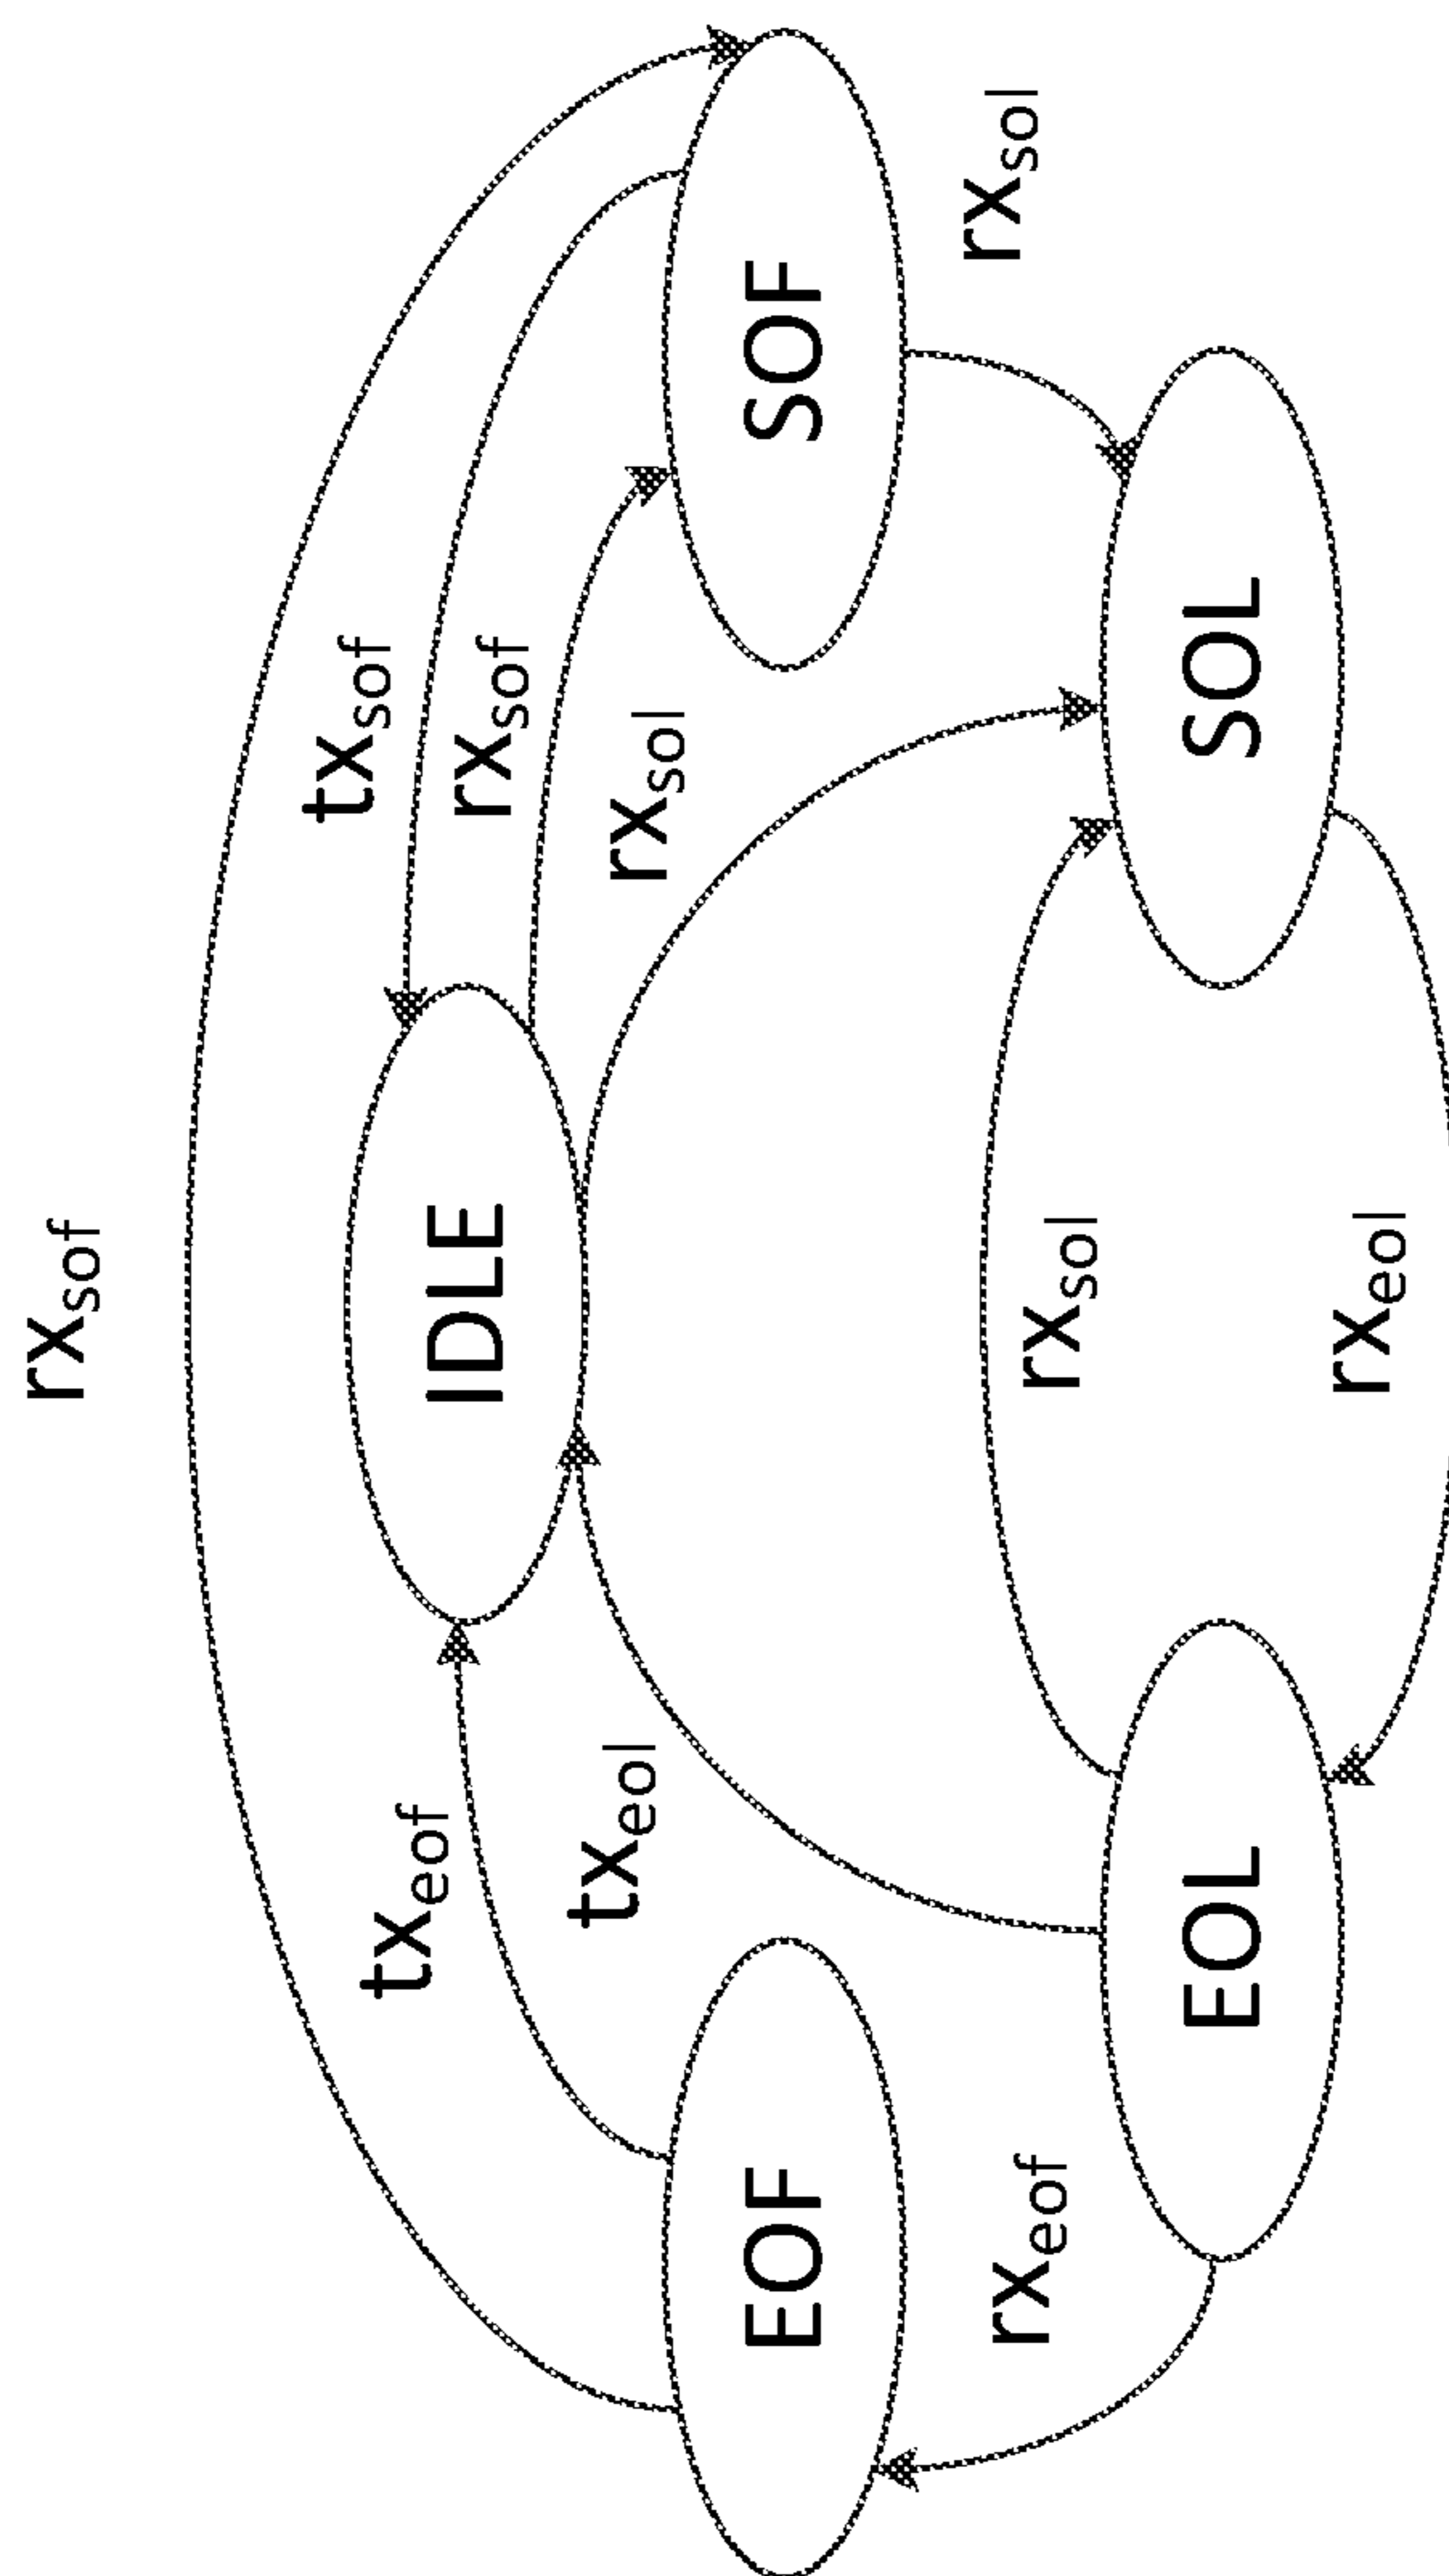 rxsof
txsof
rxsof
IDLE
txeof
rxsol
txeol
EOF
SOF
rxeof
rxsol
rxsol
EOL
SOL
rxeol